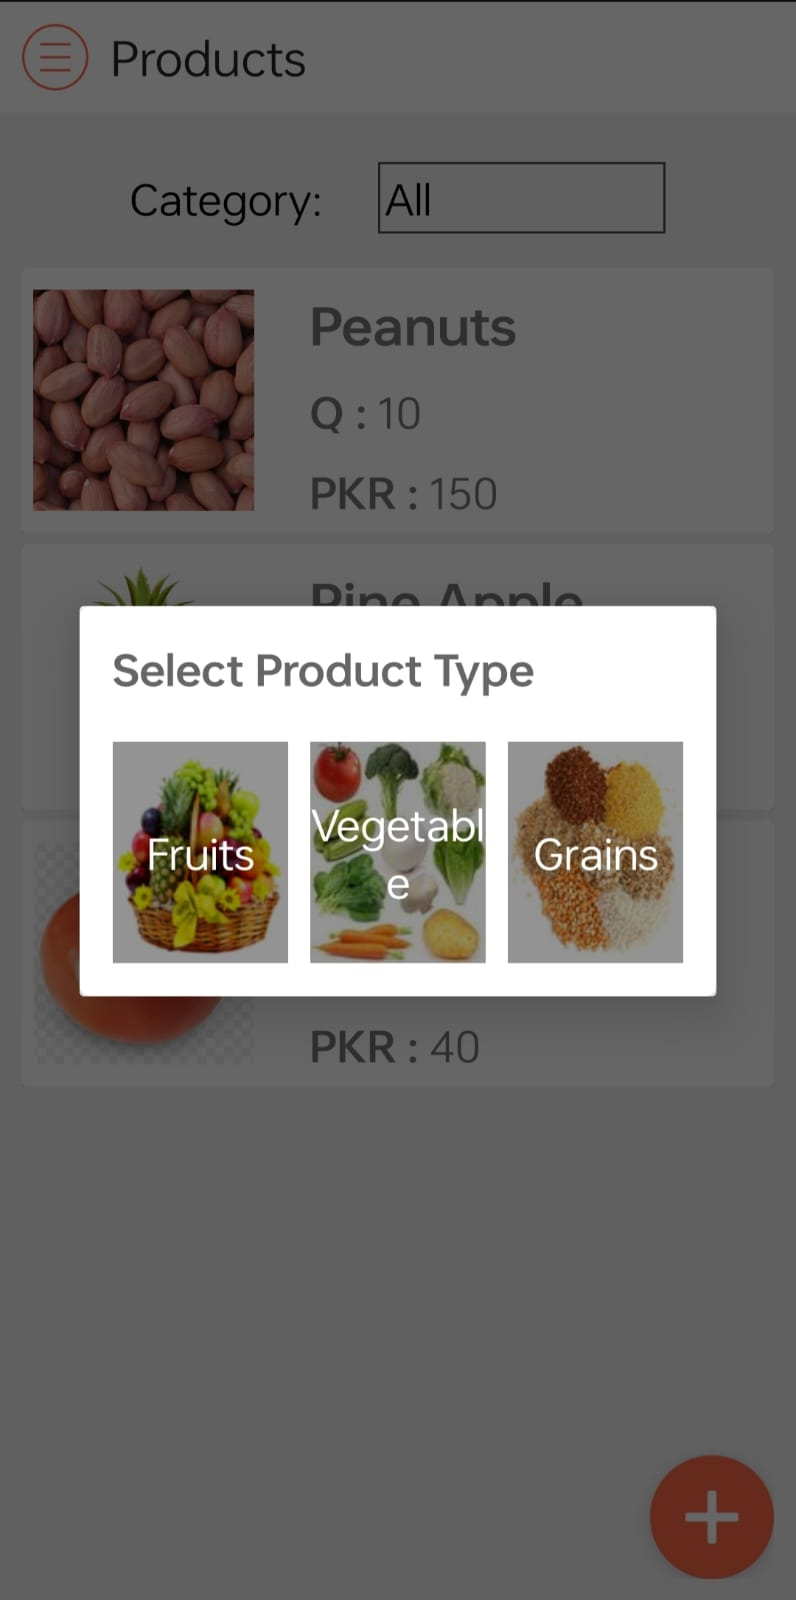 Products
Category: All
Peanuts
Q : 10
PKR : 150
Pine Apple
Select Product Type
Fruits
Vegetabl
e
Grains
PKR : 40